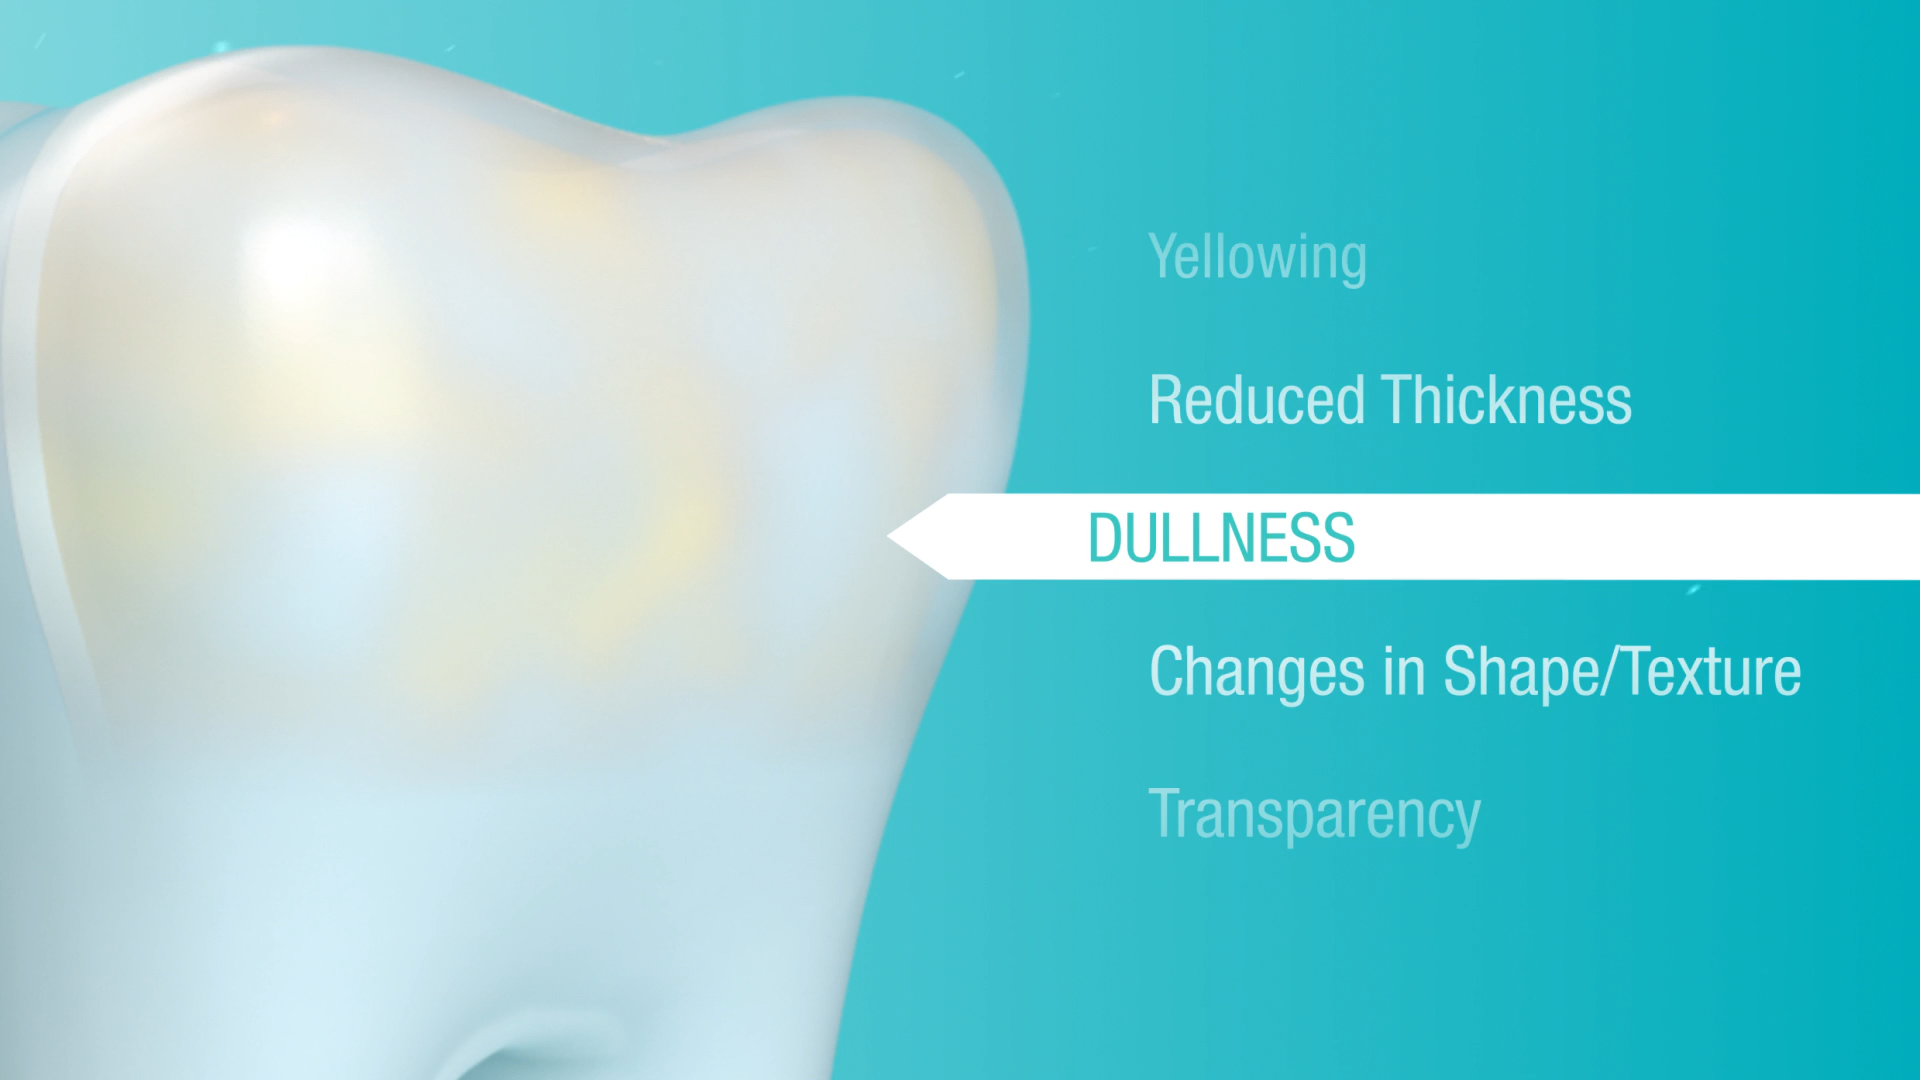 Yellowing
Reduced Thickness
DULLNESS
Changes in Shape/Texture
Transparency